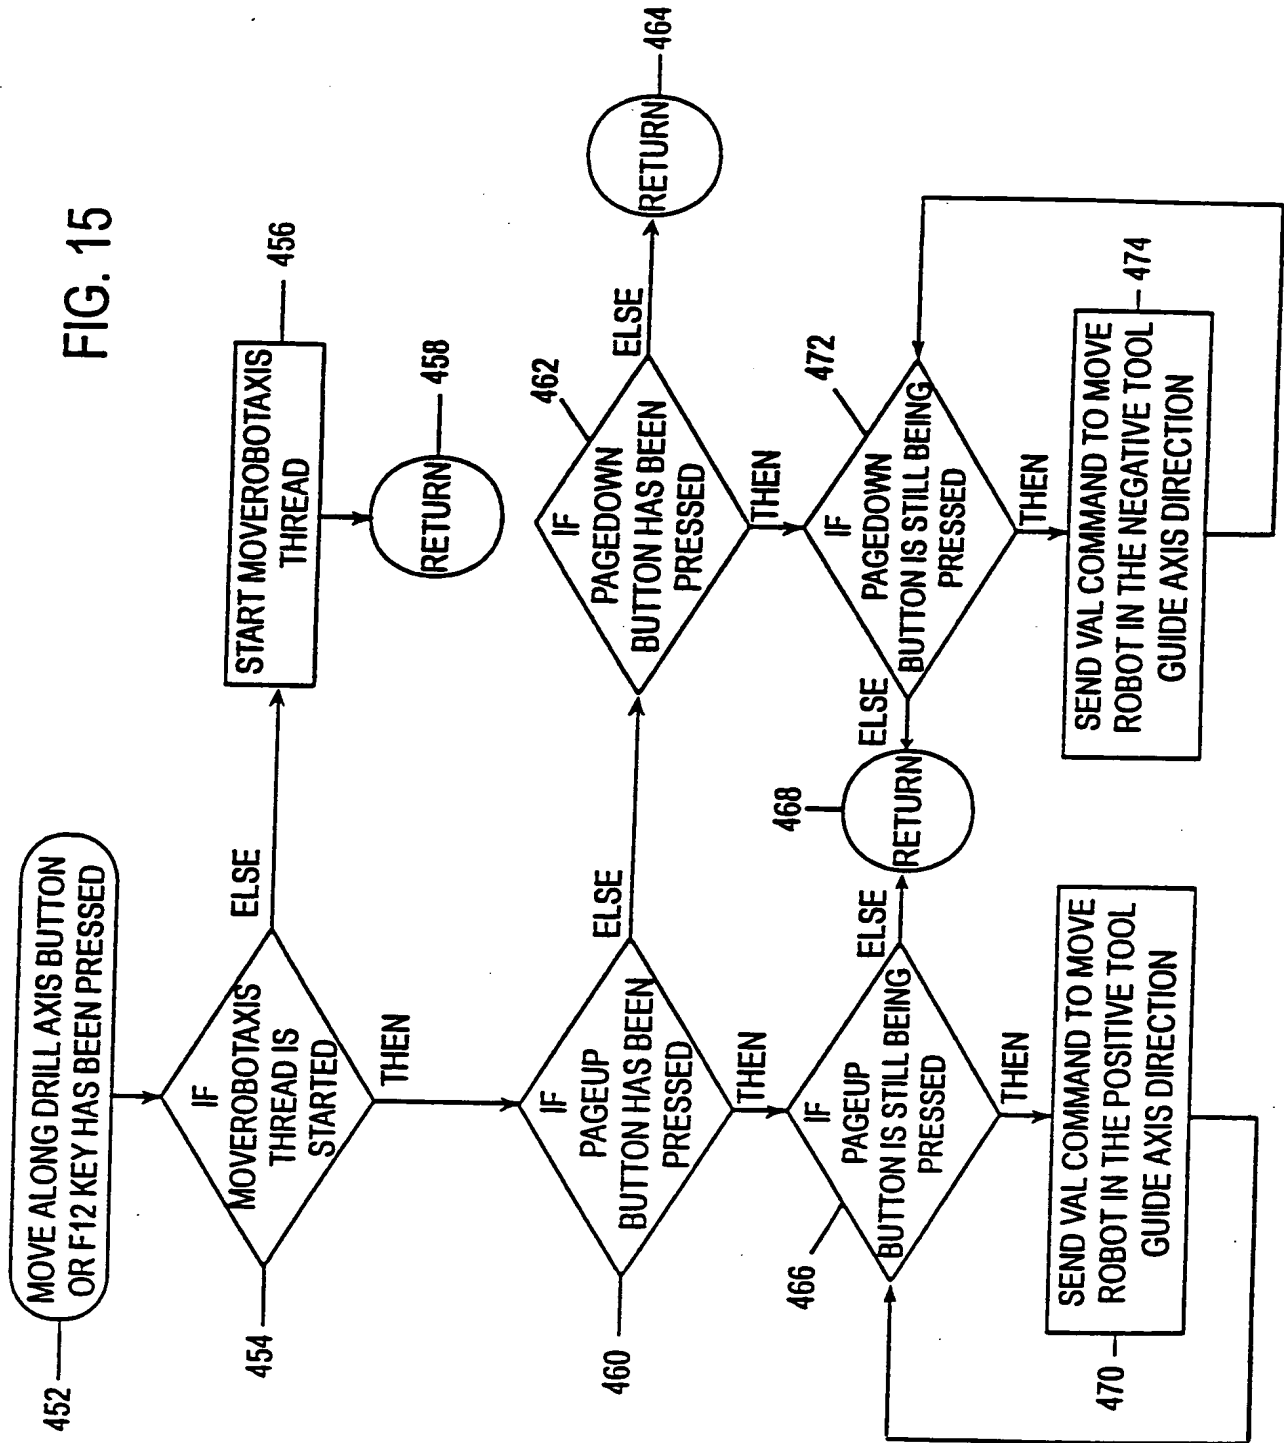 FIG. 15
452
MOVE ALONG DRILL AXIS BUTTON
OR F12 KEY HAS BEEN PRESSED
454
IF
MOVEROBOTAXIS
THREAD IS
STARTED
ELSE
START MOVEROBOTAXIS
THREAD
456
RETURN
458
THEN
460
IF
PAGEUP
BUTTON HAS BEEN
PRESSED
ELSE
462
IF
PAGEDOWN
BUTTON HAS BEEN
PRESSED
ELSE
RETURN
464
THEN
THEN
466
IF
PAGEUP
BUTTON IS STILL BEING
PRESSED
ELSE
468
RETURN
ELSE
472
IF
PAGEDOWN
BUTTON IS STILL BEING
PRESSED
THEN
THEN
470
SEND VAL COMMAND TO MOVE
ROBOT IN THE POSITIVE TOOL
GUIDE AXIS DIRECTION
474
SEND VAL COMMAND TO MOVE
ROBOT IN THE NEGATIVE TOOL
GUIDE AXIS DIRECTION